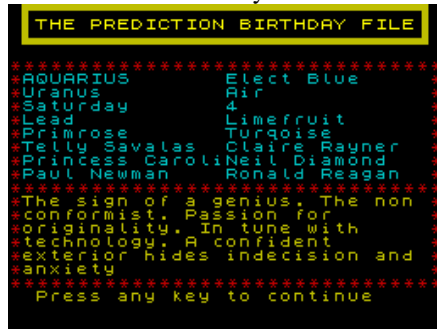 THE PREDICTION BIRTHDAY FILE
************************************
*AQUARIUS Elect Blue *
*Uranus Air *
*Saturday 4 *
*Lead Limefruit *
*Primrose Turqoise *
*Telly Savalas Claire Rayner *
*Princess CaroliNeil Diamond *
*Paul Newman Ronald Reagan *
************************************
*The sign of a genius. The non *
*conformist. Passion for *
*originality. In tune with *
*technology. A confident *
*exterior hides indecision and *
*anxiety *
************************************
Press any key to continue